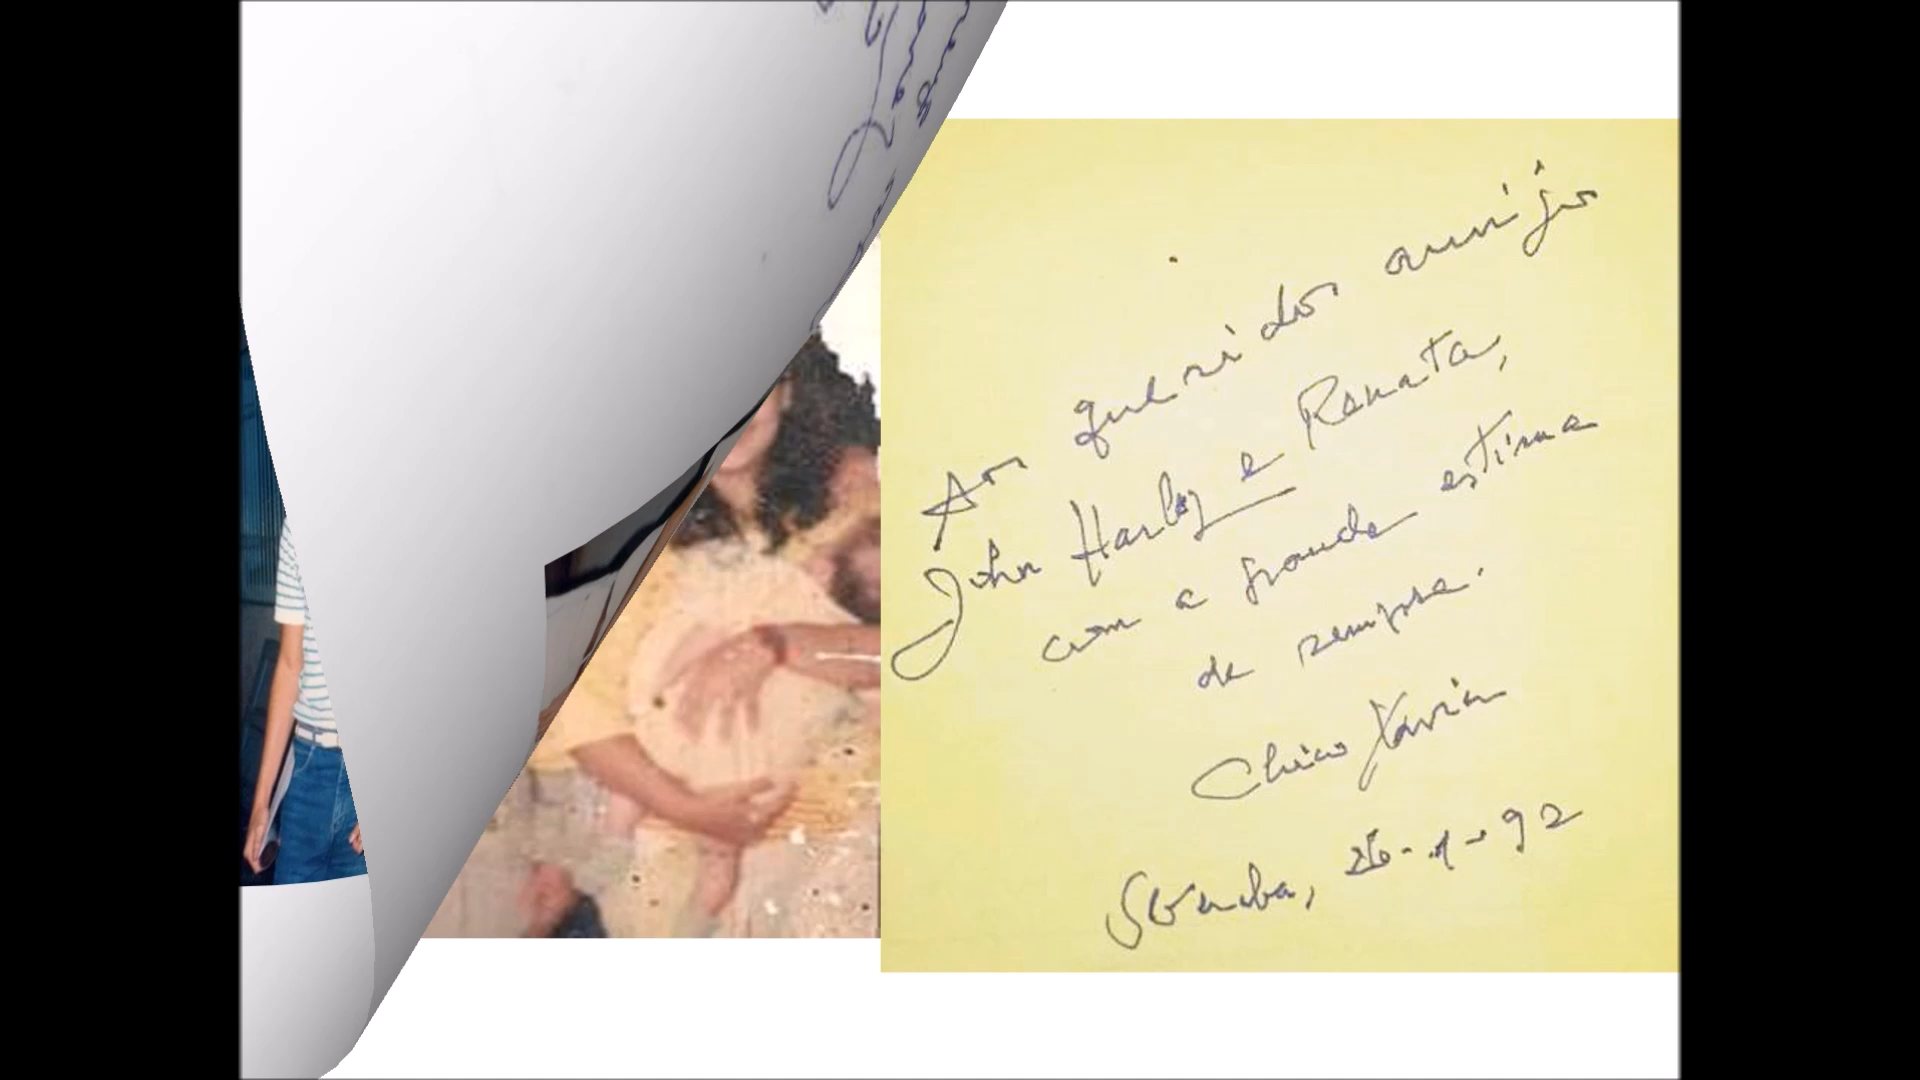 Aos queridos amigos
John Harley e Renata,
com a grande estima
de sempre.
Chico Xavier
Uberaba, 26-1-92